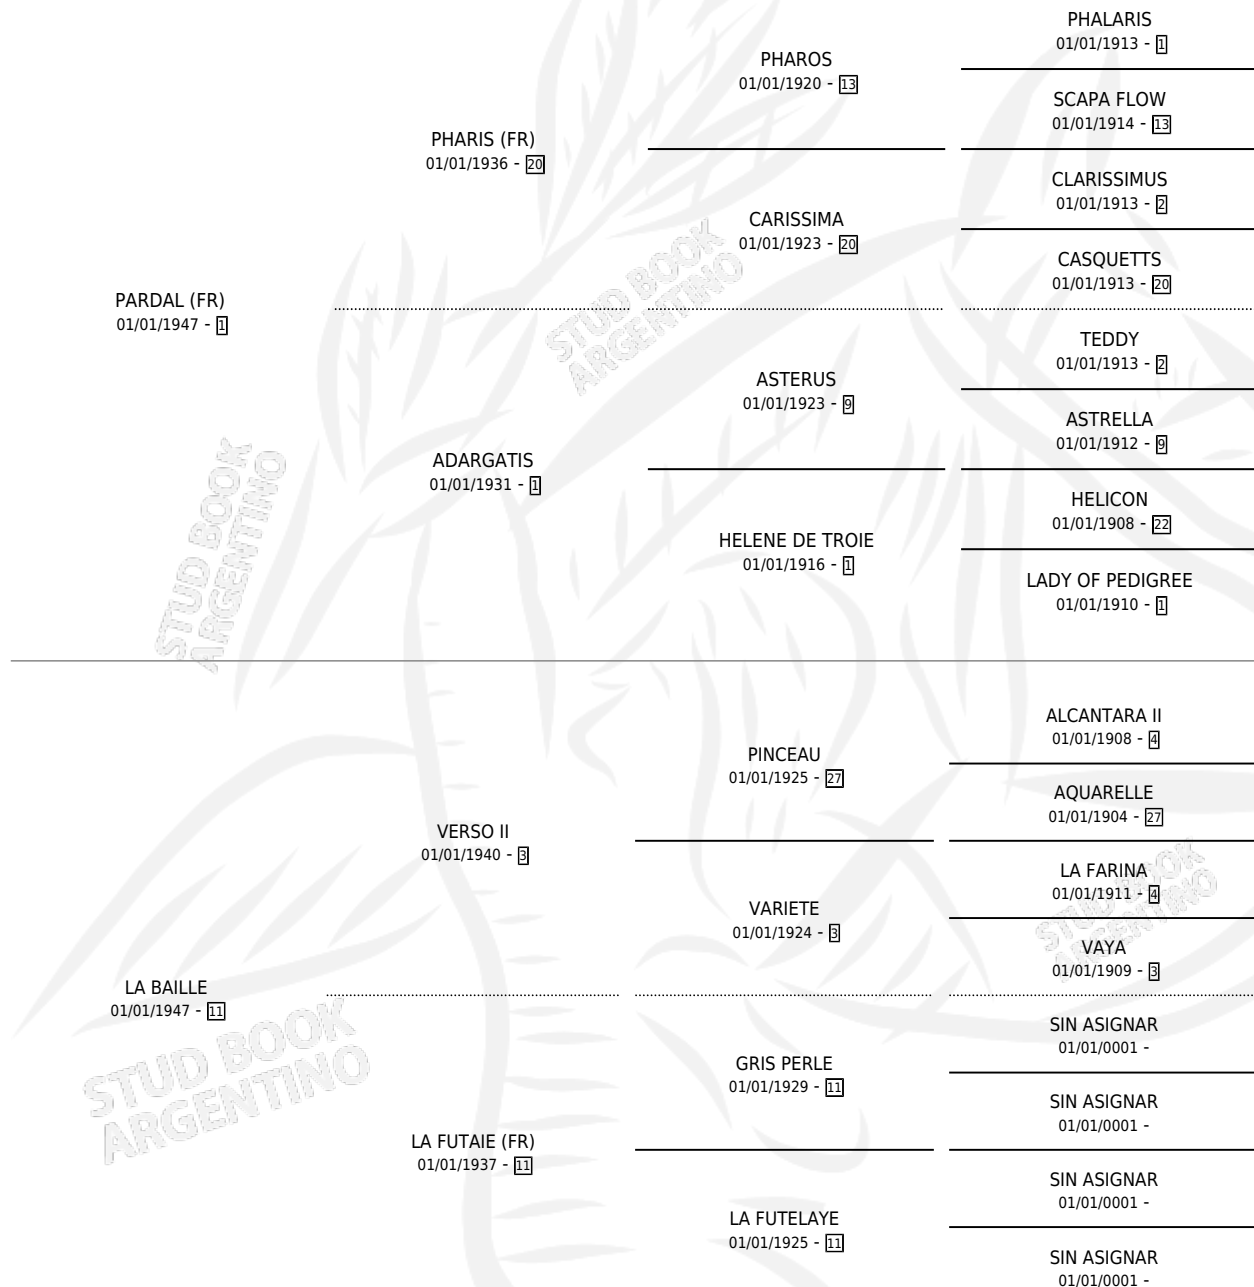 PHALARIS
01/01/1913 - 1
PHAROS
01/01/1920 - 13
SCAPA FLOW
01/01/1914 - 13
PHARIS (FR)
01/01/1936 - 20
CLARISSIMUS
01/01/1913 - 2
CARISSIMA
01/01/1923 - 20
CASQUETTS
01/01/1913 - 20
PARDAL (FR)
01/01/1947 - 1
TEDDY
01/01/1913 - 2
ASTERUS
01/01/1923 - 9
ASTRELLA
01/01/1912 - 9
ADARGATIS
01/01/1931 - 1
HELICON
01/01/1908 - 22
HELENE DE TROIE
01/01/1916 - 1
LADY OF PEDIGREE
01/01/1910 - 1
ALCANTARA II
01/01/1908 - 4
PINCEAU
01/01/1925 - 27
AQUARELLE
01/01/1904 - 27
VERSO II
01/01/1940 - 3
LA FARINA
01/01/1911 - 4
VARIETE
01/01/1924 - 3
VAYA
01/01/1909 - 3
LA BAILLE
01/01/1947 - 11
SIN ASIGNAR
01/01/0001 -
GRIS PERLE
01/01/1929 - 11
SIN ASIGNAR
01/01/0001 -
LA FUTAIE (FR)
01/01/1937 - 11
SIN ASIGNAR
01/01/0001 -
LA FUTELAYE
01/01/1925 - 11
SIN ASIGNAR
01/01/0001 -
STUD BOOK
ARGENTINO
STUD BOOK
ARGENTINO
STUD BOOK
ARGENTINO
STUD BOOK
ARGENTINO